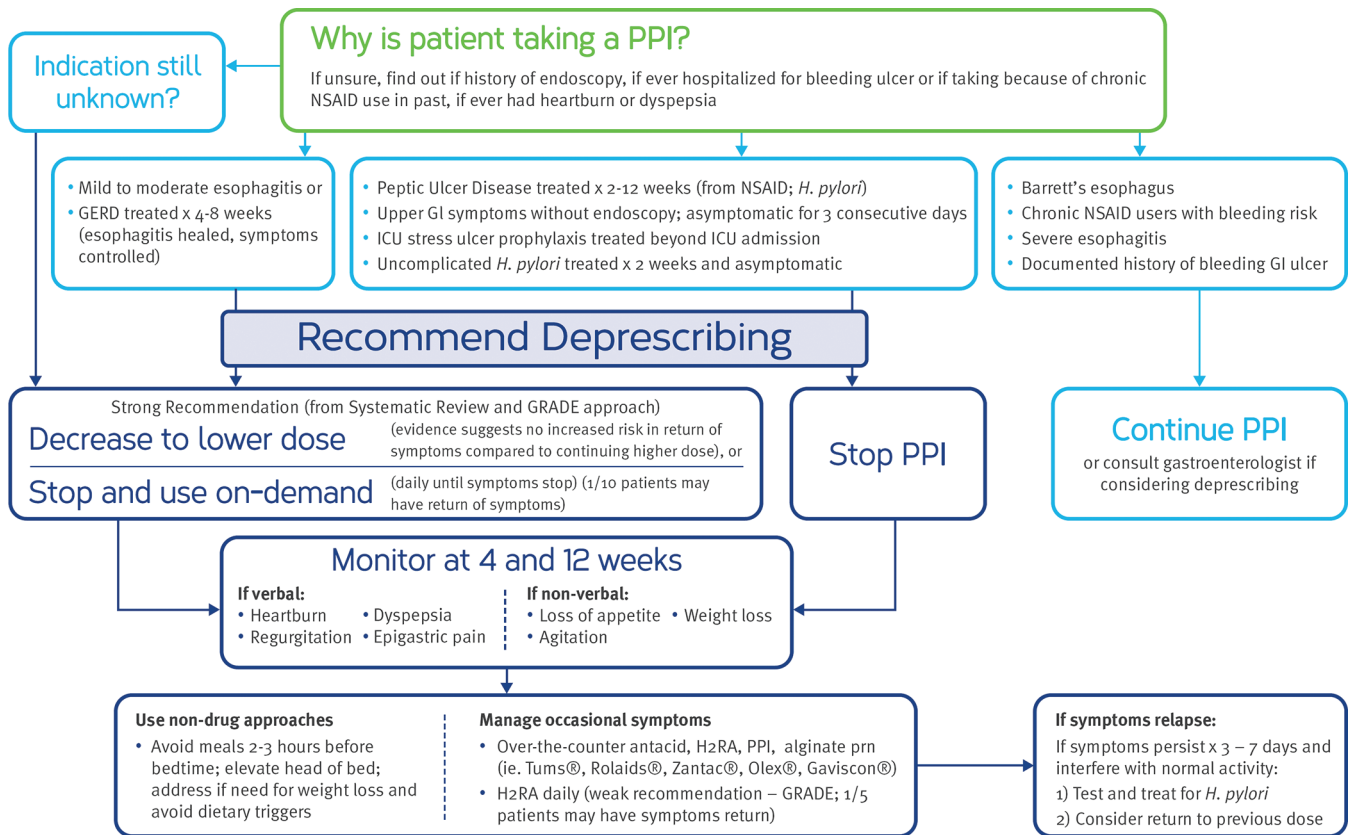 Why is patient taking a PPI?
If unsure, find out if history of endoscopy, if ever hospitalized for bleeding ulcer or if taking because of chronic
NSAID use in past, if ever had heartburn or dyspepsia
Indication still
unknown?
• Mild to moderate esophagitis or
• GERD treated x 4-8 weeks
(esophagitis healed, symptoms
controlled)
• Peptic Ulcer Disease treated x 2-12 weeks (from NSAID; H. pylori)
• Upper GI symptoms without endoscopy; asymptomatic for 3 consecutive days
• ICU stress ulcer prophylaxis treated beyond ICU admission
• Uncomplicated H. pylori treated x 2 weeks and asymptomatic
• Barrett's esophagus
• Chronic NSAID users with bleeding risk
• Severe esophagitis
• Documented history of bleeding GI ulcer
Recommend Deprescribing
Strong Recommendation (from Systematic Review and GRADE approach)
Decrease to lower dose
(evidence suggests no increased risk in return of
symptoms compared to continuing higher dose), or
Stop and use on-demand
(daily until symptoms stop) (1/10 patients may
have return of symptoms)
Stop PPI
Continue PPI
or consult gastroenterologist if
considering deprescribing
Monitor at 4 and 12 weeks
If verbal:
• Heartburn
• Regurgitation
• Dyspepsia
• Epigastric pain
If non-verbal:
• Loss of appetite
• Agitation
• Weight loss
Use non-drug approaches
• Avoid meals 2-3 hours before
bedtime; elevate head of bed;
address if need for weight loss and
avoid dietary triggers
Manage occasional symptoms
• Over-the-counter antacid, H2RA, PPI, alginate prn
(ie. Tums®, Rolaids®, Zantac®, Olex®, Gaviscon®)
• H2RA daily (weak recommendation – GRADE; 1/5
patients may have symptoms return)
If symptoms relapse:
If symptoms persist x 3 – 7 days and
interfere with normal activity:
1) Test and treat for H. pylori
2) Consider return to previous dose